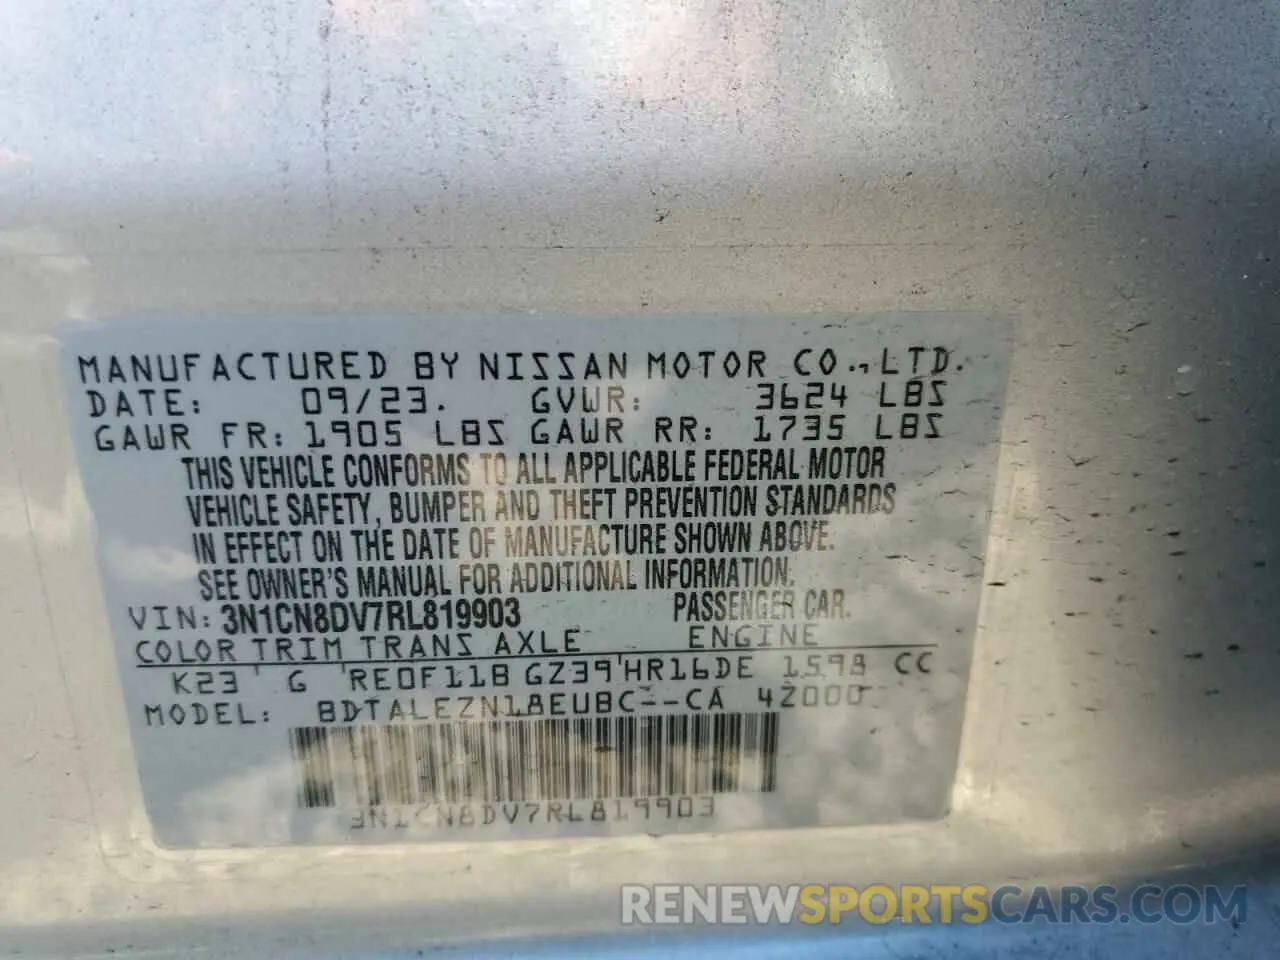 MANUFACTURED BY NISSAN MOTOR CO., LTD.
DATE: 09/23. GVWR: 3624 LBS
GAWR FR: 1905 LBS GAWR RR: 1735 LBS
THIS VEHICLE CONFORMS TO ALL APPLICABLE FEDERAL MOTOR
VEHICLE SAFETY, BUMPER AND THEFT PREVENTION STANDARDS
IN EFFECT ON THE DATE OF MANUFACTURE SHOWN ABOVE.
SEE OWNER'S MANUAL FOR ADDITIONAL INFORMATION.
VIN: 3N1CN8DV7RL819903 PASSENGER CAR.
COLOR TRIM TRANS AXLE ENGINE
K23 G RE0F11B GZ39 HR16DE 1598 CC
MODEL: BDTALEZN18EUBC--CA 42000
3N1CN8DV7RL819903
RENEWSPORTSCARS.COM